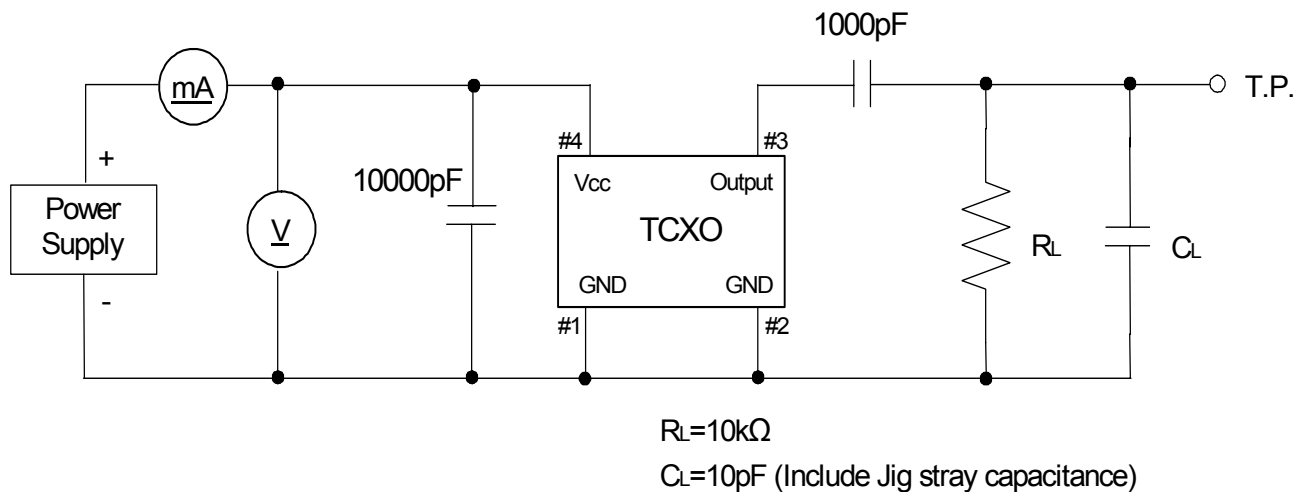 1000pF
mA
T.P.
+
#4
#3
10000pF
Vcc
Output
Power
Supply
V
TCXO
RL
CL
-
GND
GND
#1
#2
RL=10kΩ
CL=10pF (Include Jig stray capacitance)